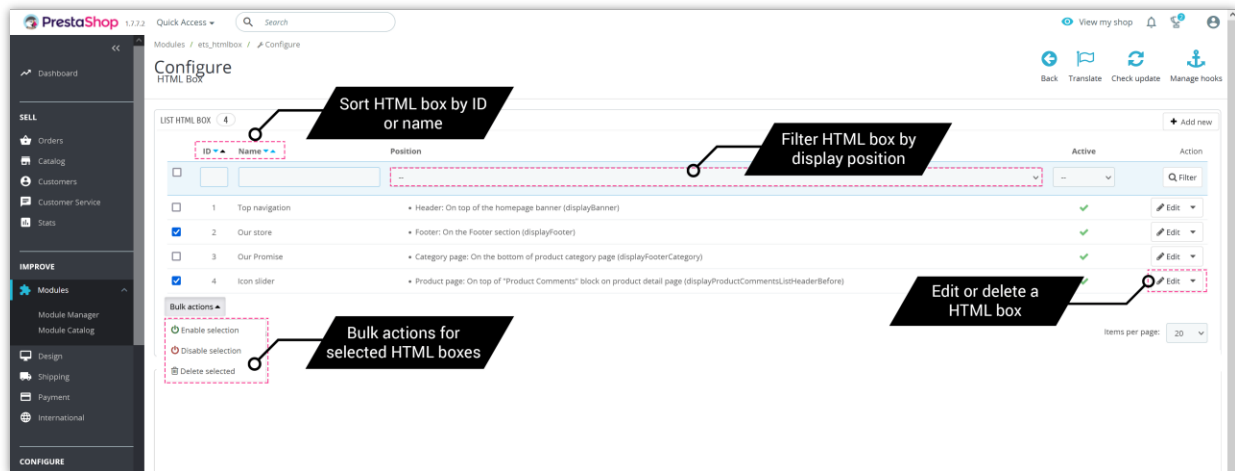 PrestaShop 1.7.7.2 Quick Access Search View my shop 2
Modules / ets_htmlbox / Configure
Configure
HTML Box
Back Translate Check update Manage hooks
Dashboard
SELL
Orders
Catalog
Customers
Customer Service
Stats
IMPROVE
Modules
Module Manager
Module Catalog
Design
Shipping
Payment
International
CONFIGURE
LIST HTML BOX 4
Add new
Sort HTML box by ID
or name
Filter HTML box by
display position
ID Name Position Active Action
-- -- Filter
1 Top navigation • Header: On top of the homepage banner (displayBanner) Edit
2 Our store • Footer: On the Footer section (displayFooter) Edit
3 Our Promise • Category page: On the bottom of product category page (displayFooterCategory) Edit
4 Icon slider • Product page: On top of "Product Comments" block on product detail page (displayProductCommentsListHeaderBefore) Edit
Edit or delete a
HTML box
Bulk actions
Enable selection
Disable selection
Delete selected
Bulk actions for
selected HTML boxes
Items per page: 20